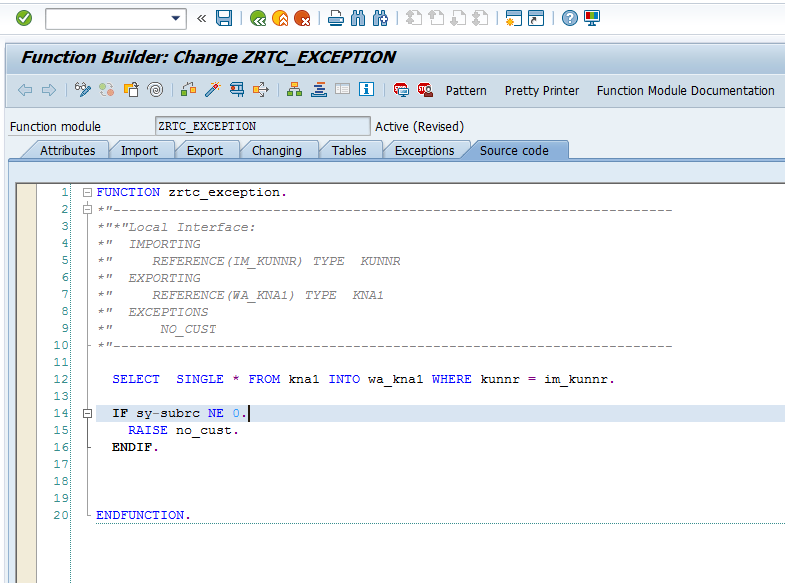 Function Builder: Change ZRTC_EXCEPTION
Pattern Pretty Printer Function Module Documentation
Function module ZRTC_EXCEPTION Active (Revised)
Attributes Import Export Changing Tables Exceptions Source code
1 FUNCTION zrtc_exception.
2 *"----------------------------------------------------------------------
3 *"*"Local Interface:
4 *"  IMPORTING
5 *"     REFERENCE(IM_KUNNR) TYPE  KUNNR
6 *"  EXPORTING
7 *"     REFERENCE(WA_KNA1) TYPE  KNA1
8 *"  EXCEPTIONS
9 *"      NO_CUST
10 *"----------------------------------------------------------------------
11
12   SELECT  SINGLE * FROM kna1 INTO wa_kna1 WHERE kunnr = im_kunnr.
13
14   IF sy-subrc NE 0.
15     RAISE no_cust.
16   ENDIF.
17
18
19
20 ENDFUNCTION.